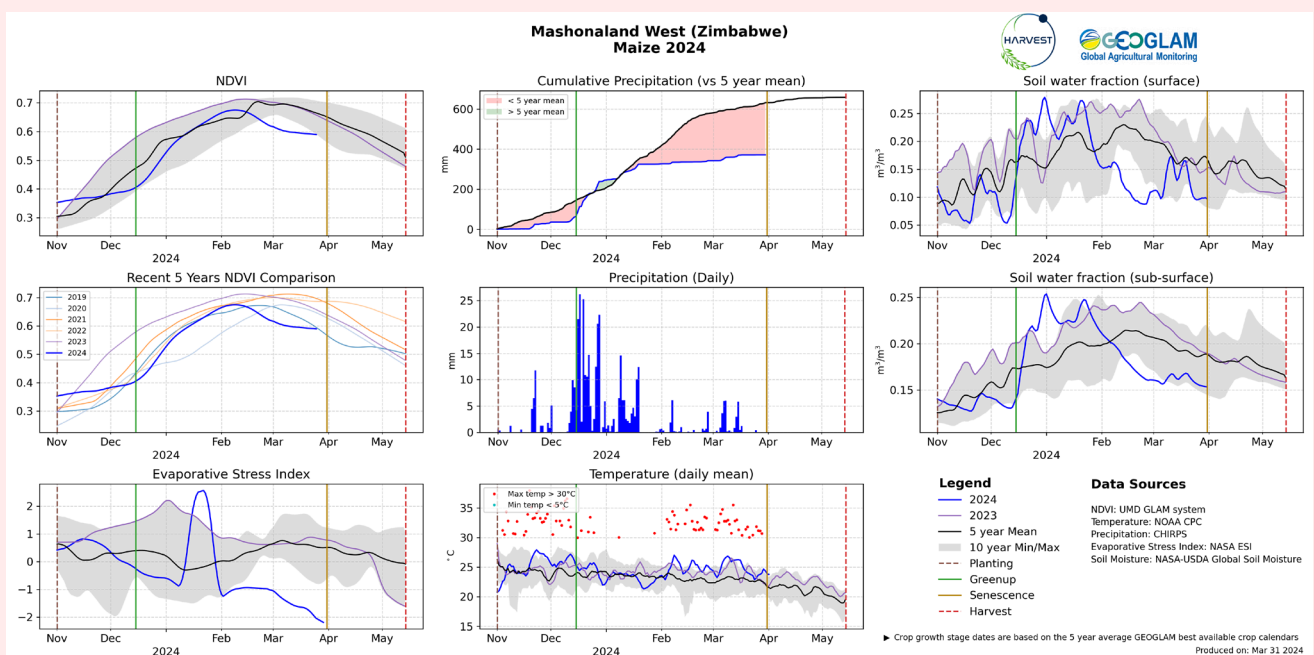 Mashonaland West (Zimbabwe)
Maize 2024
HARVEST
GEOGLAM
Global Agricultural Monitoring
NDVI
0.7
0.6
0.5
0.4
0.3
Nov Dec Feb Mar Apr May
2024
Cumulative Precipitation (vs 5 year mean)
< 5 year mean
> 5 year mean
mm
600
400
200
0
Nov Dec Feb Mar Apr May
2024
Soil water fraction (surface)
m³/m³
0.25
0.20
0.15
0.10
0.05
Nov Dec Feb Mar Apr May
2024
Recent 5 Years NDVI Comparison
2019
2020
2021
2022
2023
2024
0.7
0.6
0.5
0.4
0.3
Nov Dec Feb Mar Apr May
2024
Precipitation (Daily)
mm
25
20
15
10
5
0
Nov Dec Feb Mar Apr May
2024
Soil water fraction (sub-surface)
m³/m³
0.25
0.20
0.15
Nov Dec Feb Mar Apr May
2024
Evaporative Stress Index
2
1
0
−1
−2
Nov Dec Feb Mar Apr May
2024
Temperature (daily mean)
Max temp > 30°C
Min temp < 5°C
°C
35
30
25
20
15
Nov Dec Feb Mar Apr May
2024
Legend
2024
2023
5 year Mean
10 year Min/Max
Planting
Greenup
Senescence
Harvest
Data Sources
NDVI: UMD GLAM system
Temperature: NOAA CPC
Precipitation: CHIRPS
Evaporative Stress Index: NASA ESI
Soil Moisture: NASA-USDA Global Soil Moisture
► Crop growth stage dates are based on the 5 year average GEOGLAM best available crop calendars
Produced on: Mar 31 2024